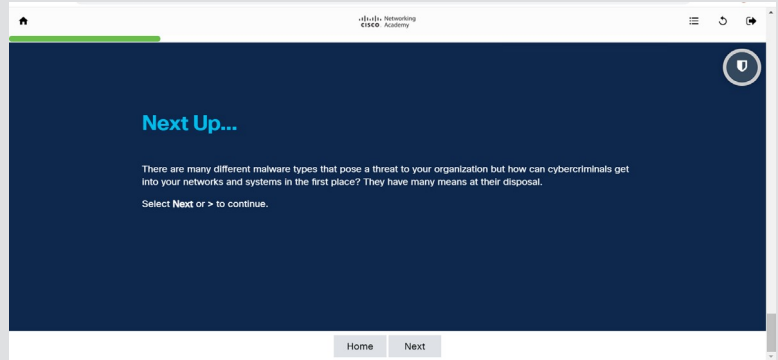 Networking
CISCO Academy
Next Up...
There are many different malware types that pose a threat to your organization but how can cybercriminals get
into your networks and systems in the first place? They have many means at their disposal.
Select Next or > to continue.
Home Next